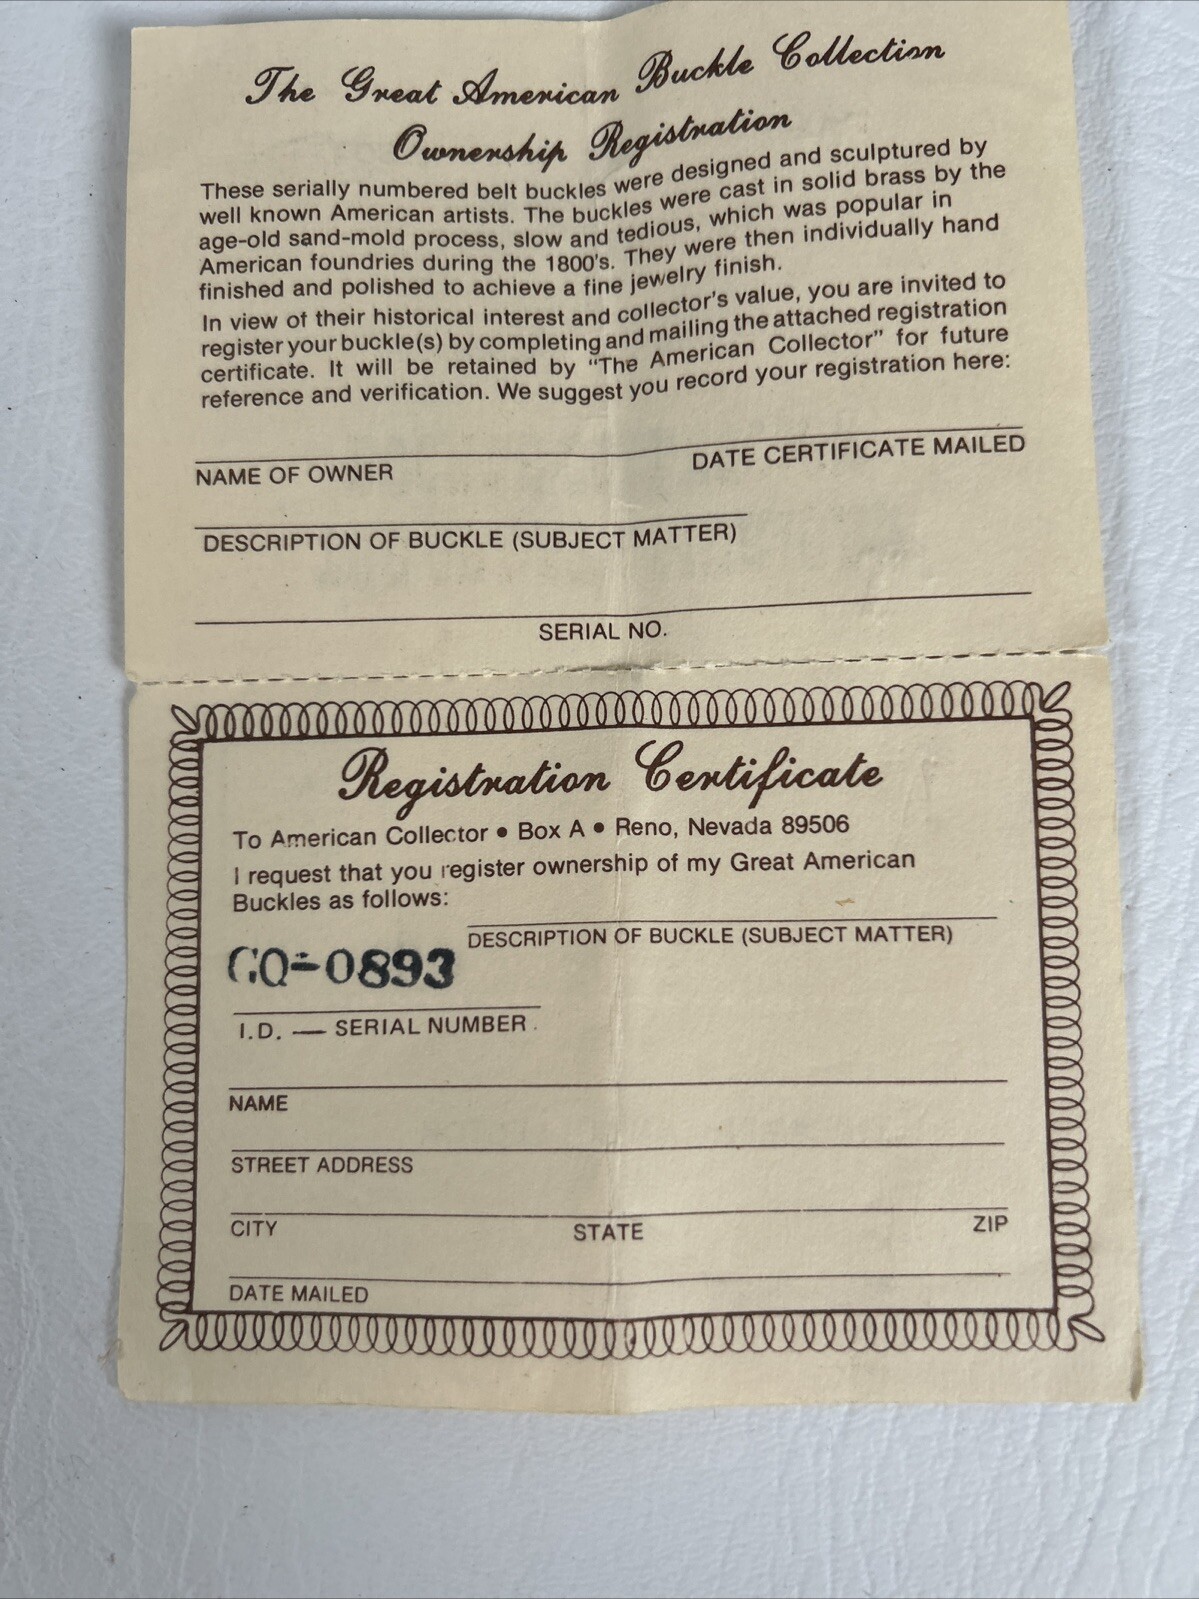 The Great American Buckle Collection
Ownership Registration
These serially numbered belt buckles were designed and sculptured by
well known American artists. The buckles were cast in solid brass by the
age-old sand-mold process, slow and tedious, which was popular in
American foundries during the 1800's. They were then individually hand
finished and polished to achieve a fine jewelry finish.
In view of their historical interest and collector's value, you are invited to
register your buckle(s) by completing and mailing the attached registration
certificate. It will be retained by "The American Collector" for future
reference and verification. We suggest you record your registration here:
NAME OF OWNER DATE CERTIFICATE MAILED
DESCRIPTION OF BUCKLE (SUBJECT MATTER)
SERIAL NO.
Registration Certificate
To American Collector • Box A • Reno, Nevada 89506
I request that you register ownership of my Great American
Buckles as follows:
DESCRIPTION OF BUCKLE (SUBJECT MATTER)
GQ-0893
I.D. — SERIAL NUMBER
NAME
STREET ADDRESS
CITY STATE ZIP
DATE MAILED